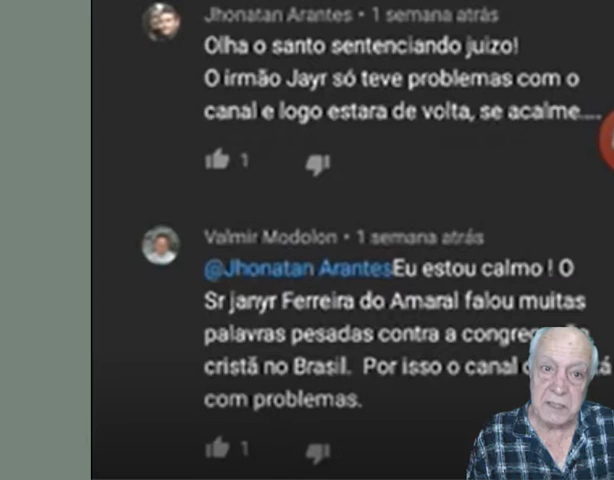 Jhonatan Arantes • 1 semana atrás
Olha o santo sentenciando juizo!
O irmão Jayr só teve problemas com o
canal e logo estara de volta, se acalme....
1
Valmir Modolon • 1 semana atrás
@Jhonatan ArantesEu estou calmo ! O
Sr janyr Ferreira do Amaral falou muitas
palavras pesadas contra a
cristã no Brasil. Por isso o canal
com problemas.
1